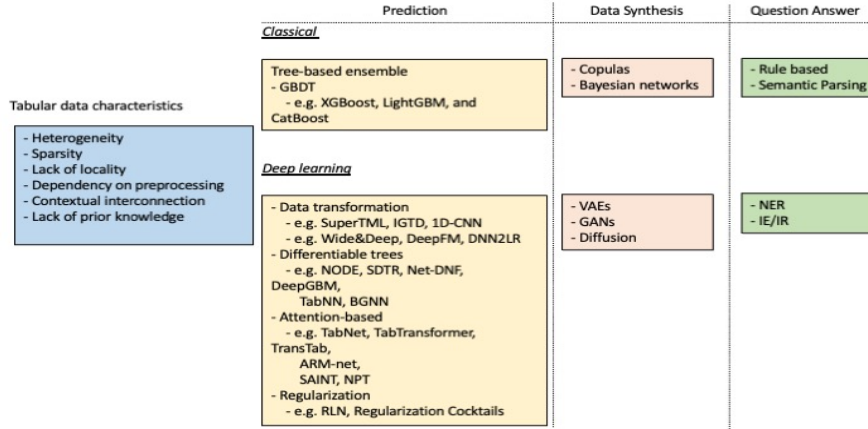 Prediction
Data Synthesis
Question Answer
Classical
Tree-based ensemble
- GBDT
- e.g. XGBoost, LightGBM, and
CatBoost
- Copulas
- Bayesian networks
- Rule based
- Semantic Parsing
Tabular data characteristics
- Heterogeneity
- Sparsity
- Lack of locality
- Dependency on preprocessing
- Contextual interconnection
- Lack of prior knowledge
Deep learning
- Data transformation
- e.g. SuperTML, IGTD, 1D-CNN
- e.g. Wide&Deep, DeepFM, DNN2LR
- Differentiable trees
- e.g. NODE, SDTR, Net-DNF,
DeepGBM,
TabNN, BGNN
- Attention-based
- e.g. TabNet, TabTransformer,
TransTab,
ARM-net,
SAINT, NPT
- Regularization
- e.g. RLN, Regularization Cocktails
- VAEs
- GANs
- Diffusion
- NER
- IE/IR